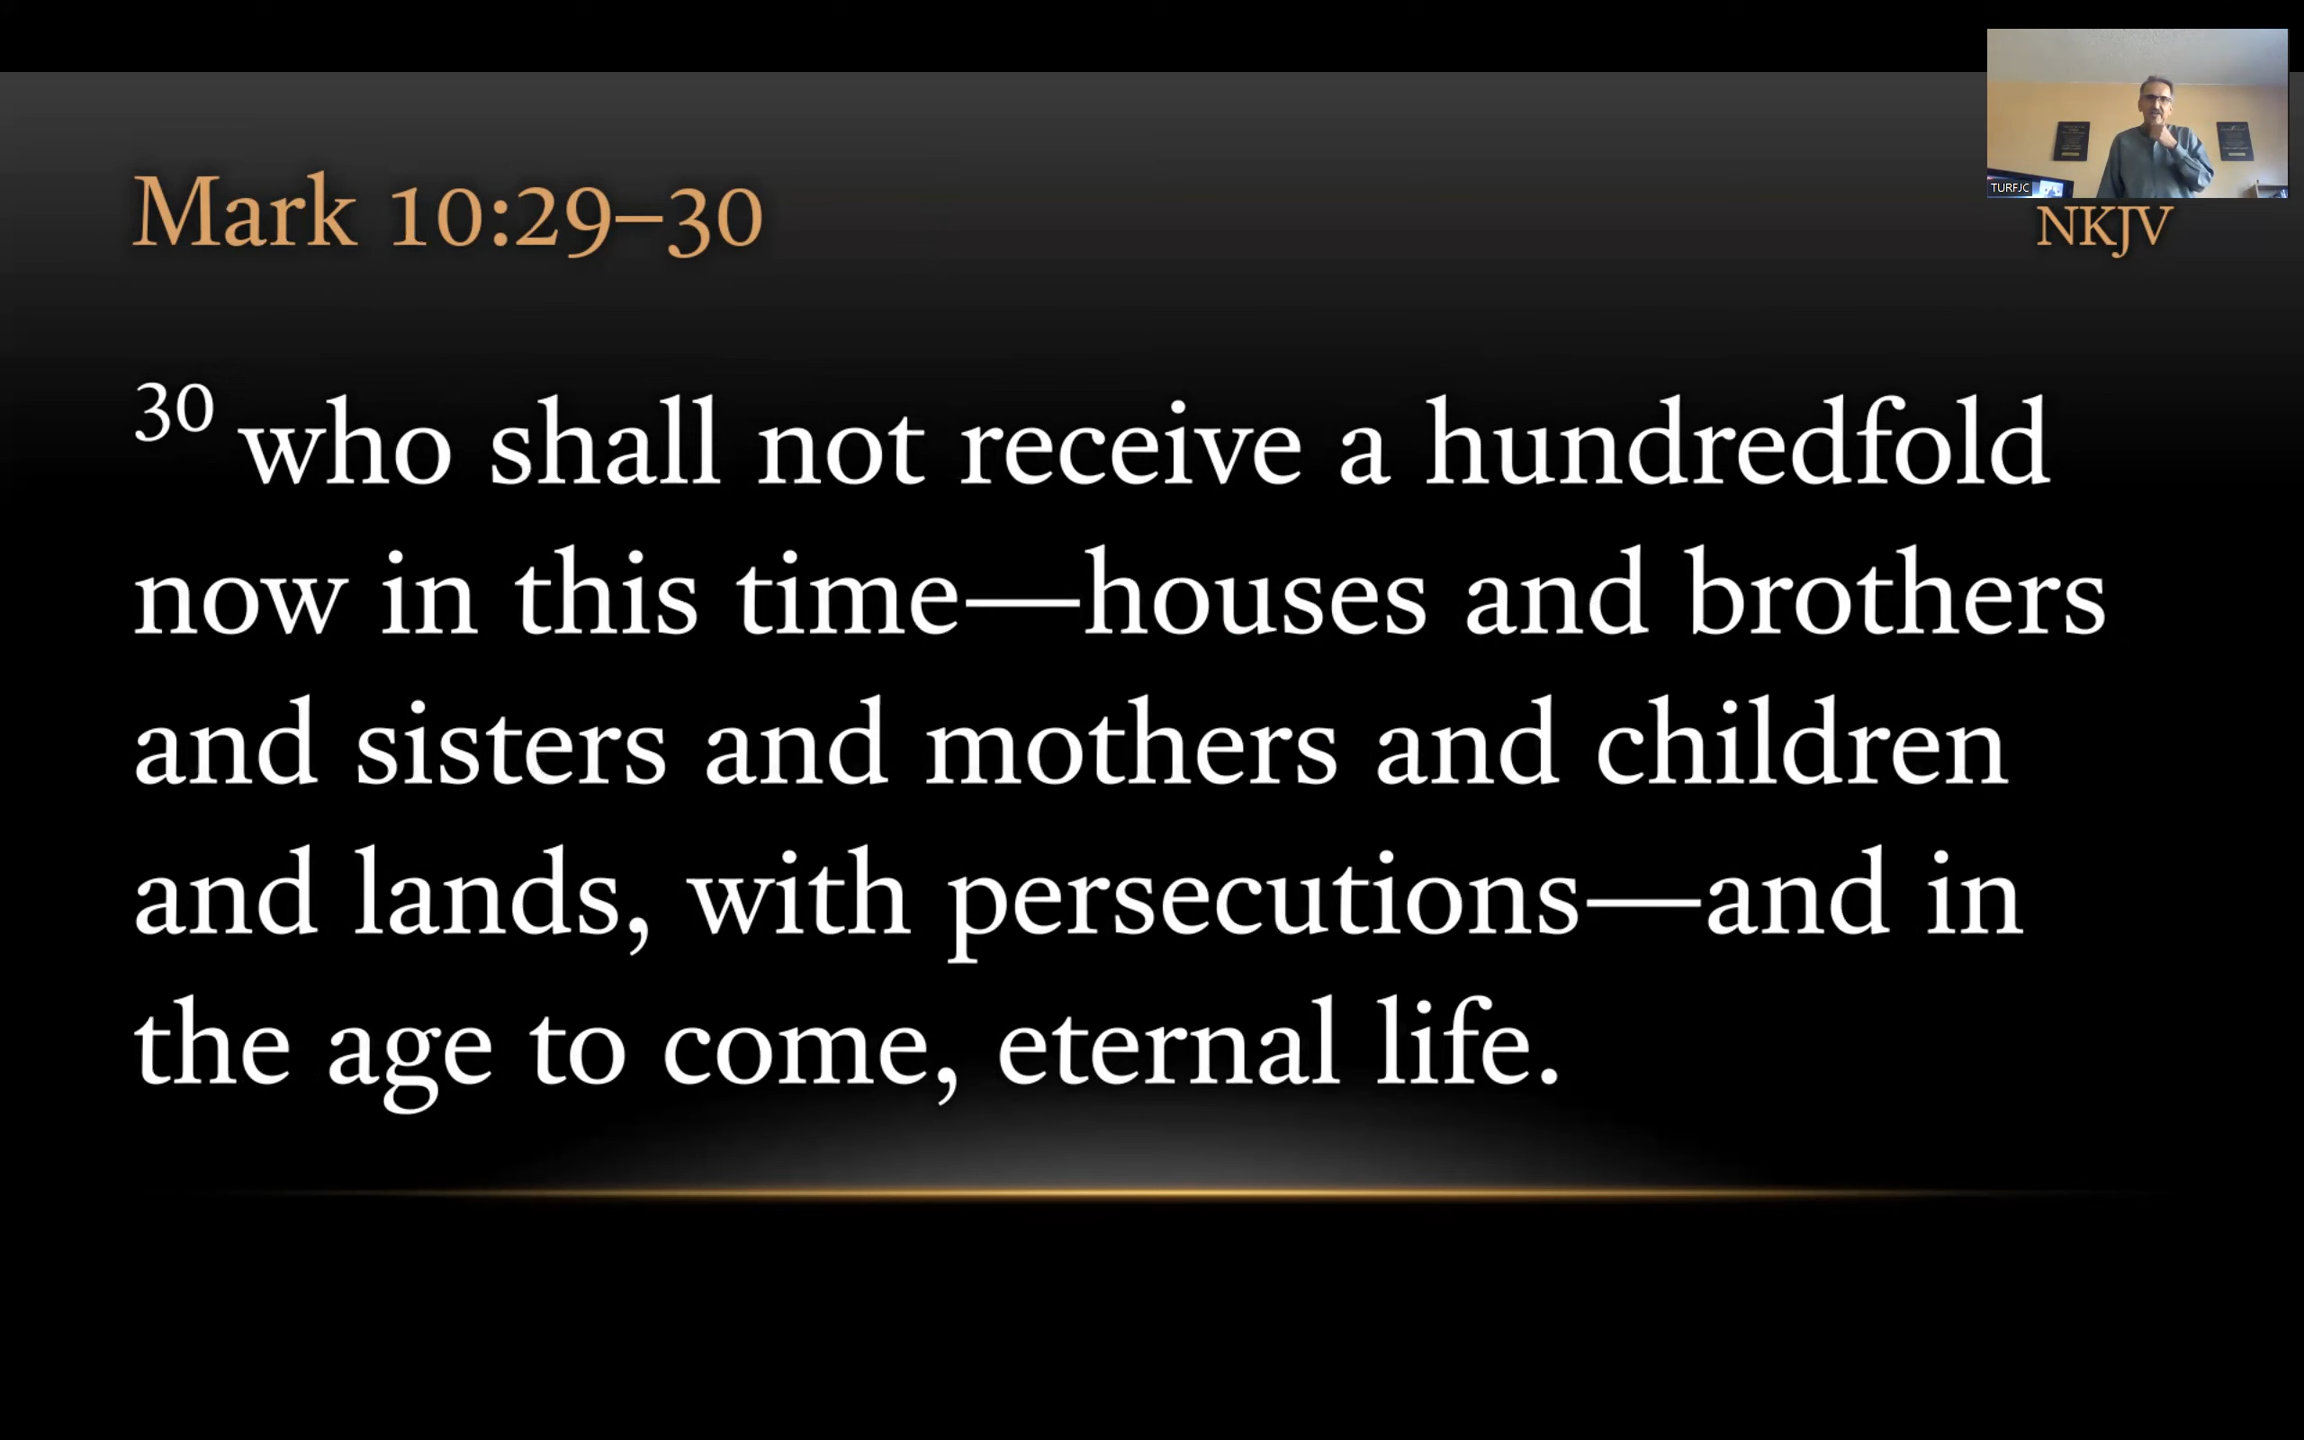 Mark 10:29–30
TURFJC
NKJV
30 who shall not receive a hundredfold
now in this time—houses and brothers
and sisters and mothers and children
and lands, with persecutions—and in
the age to come, eternal life.